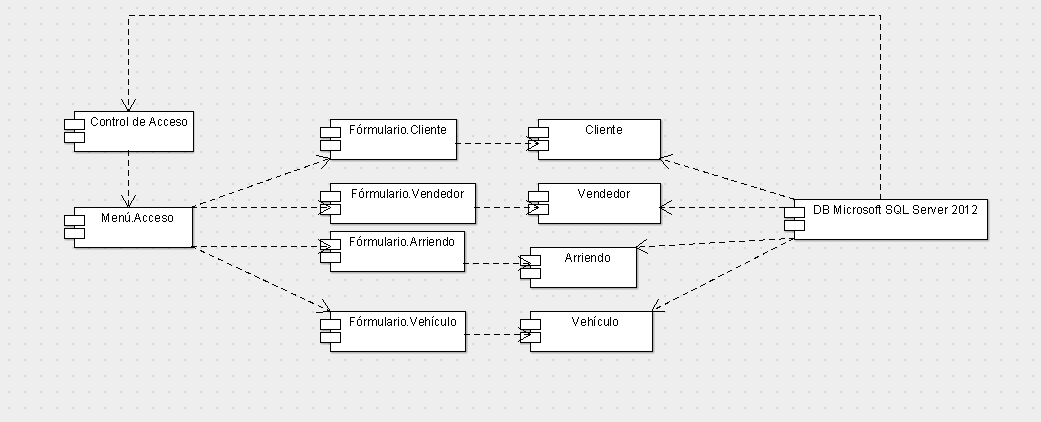 Control de Acceso
Fórmulario.Cliente
Cliente
Fórmulario.Vendedor
Vendedor
Menú.Acceso
DB Microsoft SQL Server 2012
Fórmulario.Arriendo
Arriendo
Fórmulario.Vehículo
Vehículo